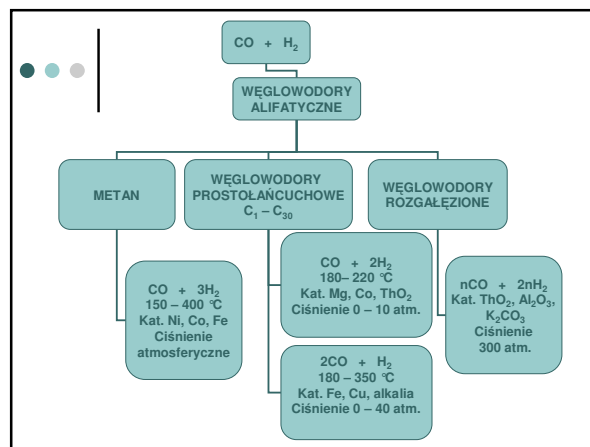 CO + H₂
WĘGLOWODORY
ALIFATYCZNE
METAN
WĘGLOWODORY
PROSTOŁAŃCUCHOWE
C₁ – C₃₀
WĘGLOWODORY
ROZGAŁĘZIONE
CO + 3H₂
150 – 400 °C
Kat. Ni, Co, Fe
Ciśnienie
atmosferyczne
CO + 2H₂
180– 220 °C
Kat. Mg, Co, ThO₂
Ciśnienie 0 – 10 atm.
2CO + H₂
180 – 350 °C
Kat. Fe, Cu, alkalia
Ciśnienie 0 – 40 atm.
nCO + 2nH₂
Kat. ThO₂, Al₂O₃,
K₂CO₃
Ciśnienie
300 atm.